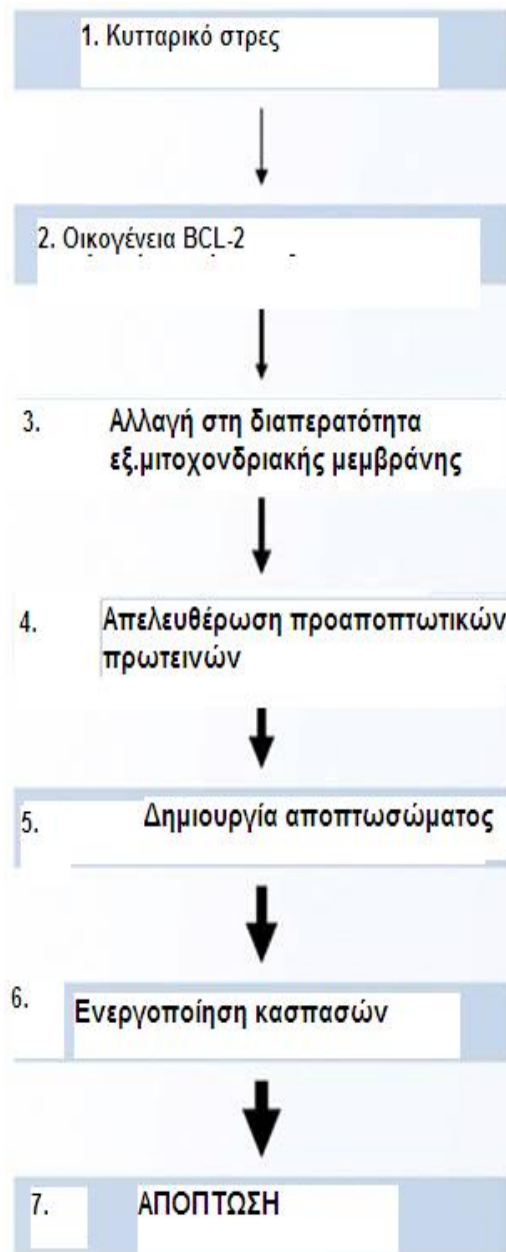 1. Κυτταρικό στρες
2. Οικογένεια BCL-2
3. Αλλαγή στη διαπερατότητα
εξ.μιτοχονδριακής μεμβράνης
4. Απελευθέρωση προαποπτωτικών
πρωτεινών
5. Δημιουργία αποπτωσώματος
6. Ενεργοποίηση κασπασών
7. ΑΠΟΠΤΩΣΗ